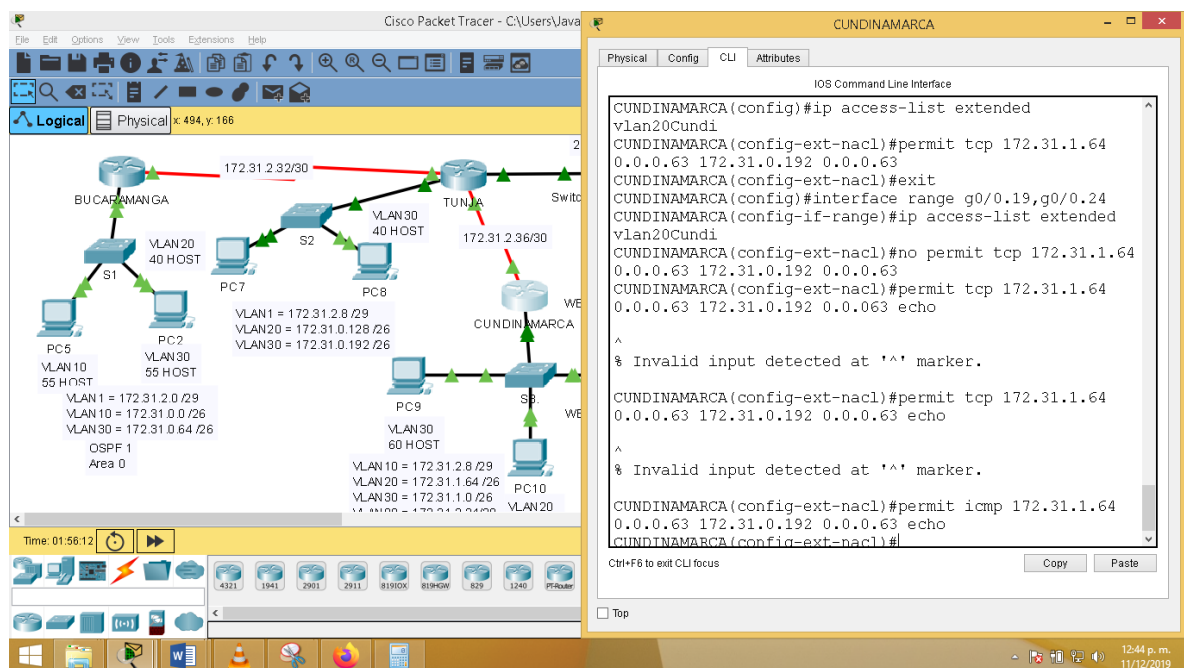 Cisco Packet Tracer - C:\Users\Java
File Edit Options View Tools Extensions Help
Logical
Physical
x: 494, y: 166
172.31.2.32/30
BUCARAMANGA
TUNJA
Switc
S2
VLAN30
40 HOST
172.31.2.36/30
S1
VLAN20
40 HOST
PC7
PC8
VLAN1 = 172.31.2.8 /29
VLAN20 = 172.31.0.128 /26
VLAN30 = 172.31.0.192 /26
CUNDINAMARCA
WE
PC5
PC2
VLAN10
55 HOST
VLAN30
55 HOST
VLAN1 = 172.31.2.0 /29
VLAN10 = 172.31.0.0 /26
VLAN30 = 172.31.0.64 /26
OSPF 1
Area 0
PC9
S3.
WE
VLAN30
60 HOST
VLAN10 = 172.31.2.8 /29
VLAN20 = 172.31.1.64 /26
VLAN30 = 172.31.1.0 /26
PC10
VLAN20
Time: 01:56:12
4321 1941 2901 2911 819IOX 819HGW 829 1240 PT-Router
CUNDINAMARCA
Physical Config CLI Attributes
IOS Command Line Interface
CUNDINAMARCA(config)#ip access-list extended
vlan20Cundi
CUNDINAMARCA(config-ext-nacl)#permit tcp 172.31.1.64
0.0.0.63 172.31.0.192 0.0.0.63
CUNDINAMARCA(config-ext-nacl)#exit
CUNDINAMARCA(config)#interface range g0/0.19,g0/0.24
CUNDINAMARCA(config-if-range)#ip access-list extended
vlan20Cundi
CUNDINAMARCA(config-ext-nacl)#no permit tcp 172.31.1.64
0.0.0.63 172.31.0.192 0.0.0.63
CUNDINAMARCA(config-ext-nacl)#permit tcp 172.31.1.64
0.0.0.63 172.31.0.192 0.0.063 echo
^
% Invalid input detected at '^' marker.
CUNDINAMARCA(config-ext-nacl)#permit tcp 172.31.1.64
0.0.0.63 172.31.0.192 0.0.0.63 echo
^
% Invalid input detected at '^' marker.
CUNDINAMARCA(config-ext-nacl)#permit icmp 172.31.1.64
0.0.0.63 172.31.0.192 0.0.0.63 echo
CUNDINAMARCA(config-ext-nacl)#
Ctrl+F6 to exit CLI focus
Copy Paste
Top
12:44 p. m.
11/12/2019